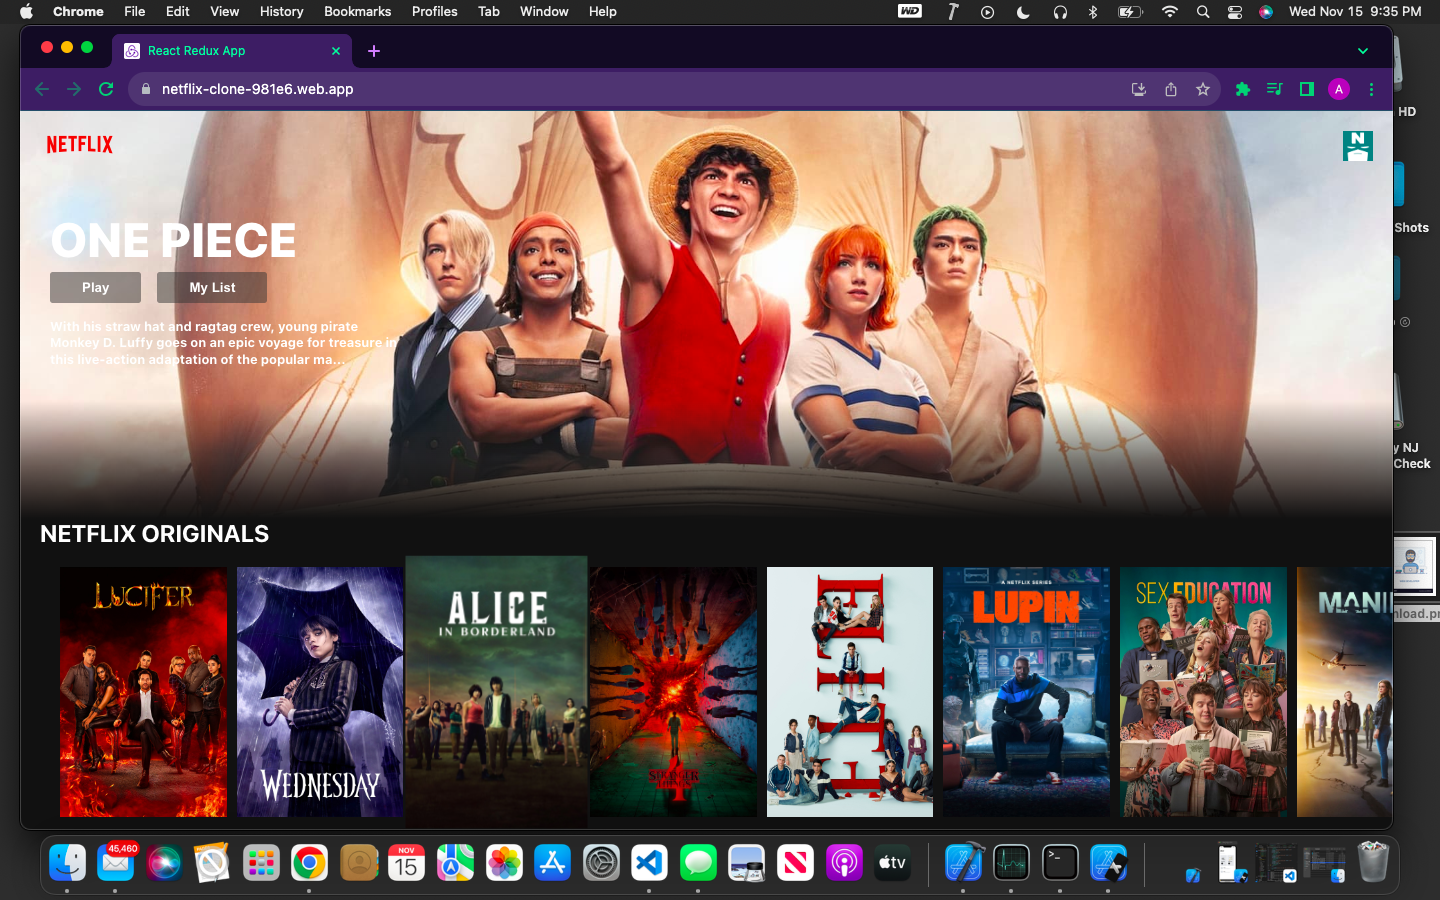 Chrome File Edit View History Bookmarks Profiles Tab Window Help WD Wed Nov 15 9:35 PM
React Redux App
netflix-clone-981e6.web.app A
NETFLIX N
HD
ONE PIECE
Shots
Play My List
With his straw hat and ragtag crew, young pirate
Monkey D. Luffy goes on an epic voyage for treasure in
this live-action adaptation of the popular ma...
y NJ
Check
NETFLIX ORIGINALS
LUCIFER
WEDNESDAY
ALICE
IN BORDERLAND
STRANGER
4
ELITE
A NETFLIX SERIES
LUPIN
SEX EDUCATION
MANI
nload.pn
45,460
NOV
15
N
tv
>_